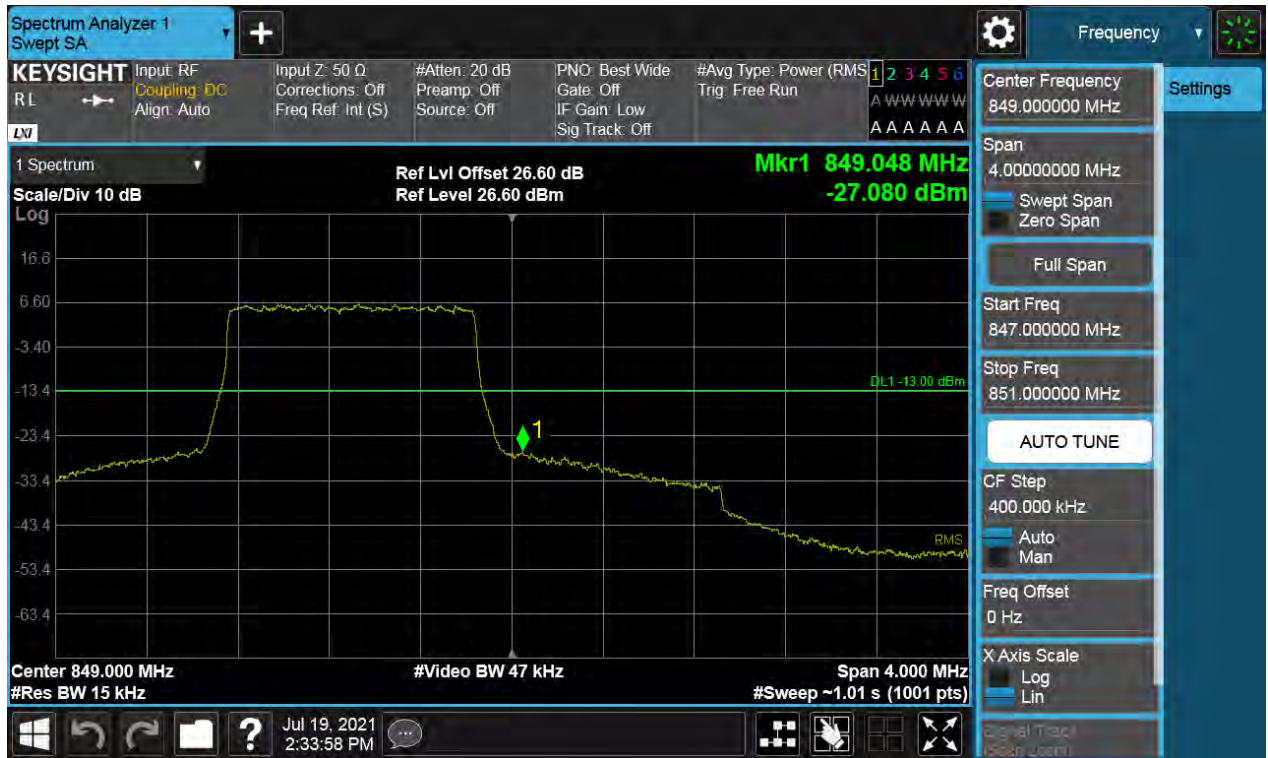 Spectrum Analyzer 1
Swept SA
+
Frequency
KEYSIGHT
RL
LXI
Input: RF
Coupling: DC
Align: Auto
Input Z: 50 Ω
Corrections: Off
Freq Ref: Int (S)
#Atten: 20 dB
Preamp: Off
Source: Off
PNO: Best Wide
Gate: Off
IF Gain: Low
Sig Track: Off
#Avg Type: Power (RMS
Trig: Free Run
1 2 3 4 5 6
A W W W W W
A A A A A A
1 Spectrum
Scale/Div 10 dB
Log
Ref Lvl Offset 26.60 dB
Ref Level 26.60 dBm
Mkr1 849.048 MHz
-27.080 dBm
16.6
6.60
-3.40
-13.4
-23.4
-33.4
-43.4
-53.4
-63.4
DL1 -13.00 dBm
1
RMS
Center 849.000 MHz
#Res BW 15 kHz
#Video BW 47 kHz
Span 4.000 MHz
#Sweep ~1.01 s (1001 pts)
?
Jul 19, 2021
2:33:58 PM
Center Frequency
849.000000 MHz
Span
4.00000000 MHz
Swept Span
Zero Span
Full Span
Start Freq
847.000000 MHz
Stop Freq
851.000000 MHz
AUTO TUNE
CF Step
400.000 kHz
Auto
Man
Freq Offset
0 Hz
X Axis Scale
Log
Lin
Signal Track
(Span Zoom)
Settings